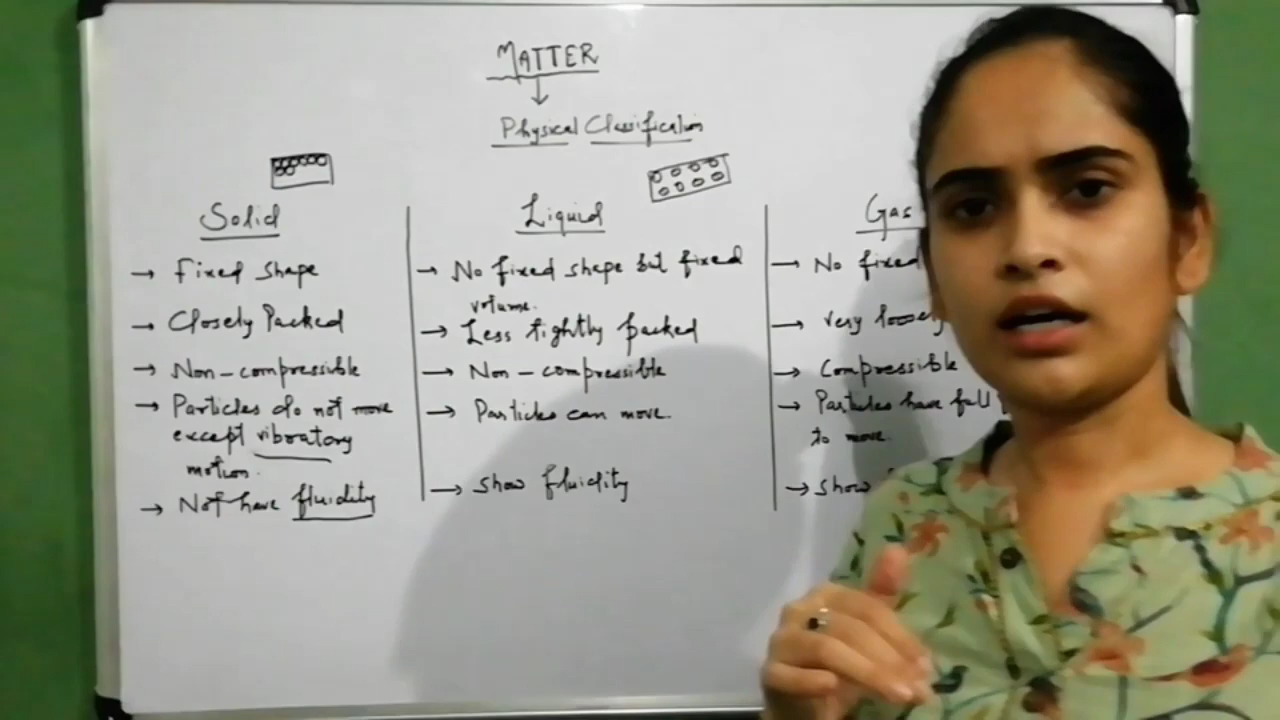 MATTER
Physical Classification
Solid
→ Fixed shape
→ Closely Packed
→ Non-compressible
→ Particles do not move
except vibratory
motion.
→ Not have fluidity
Liquid
→ No fixed shape but fixed
volume.
→ Less tightly packed
→ Non-compressible
→ Particles can move.
→ Show fluidity
Gas
→ No fixed
→ Very loosely
→ Compressible
→ Particles have full
to move.
→ Show